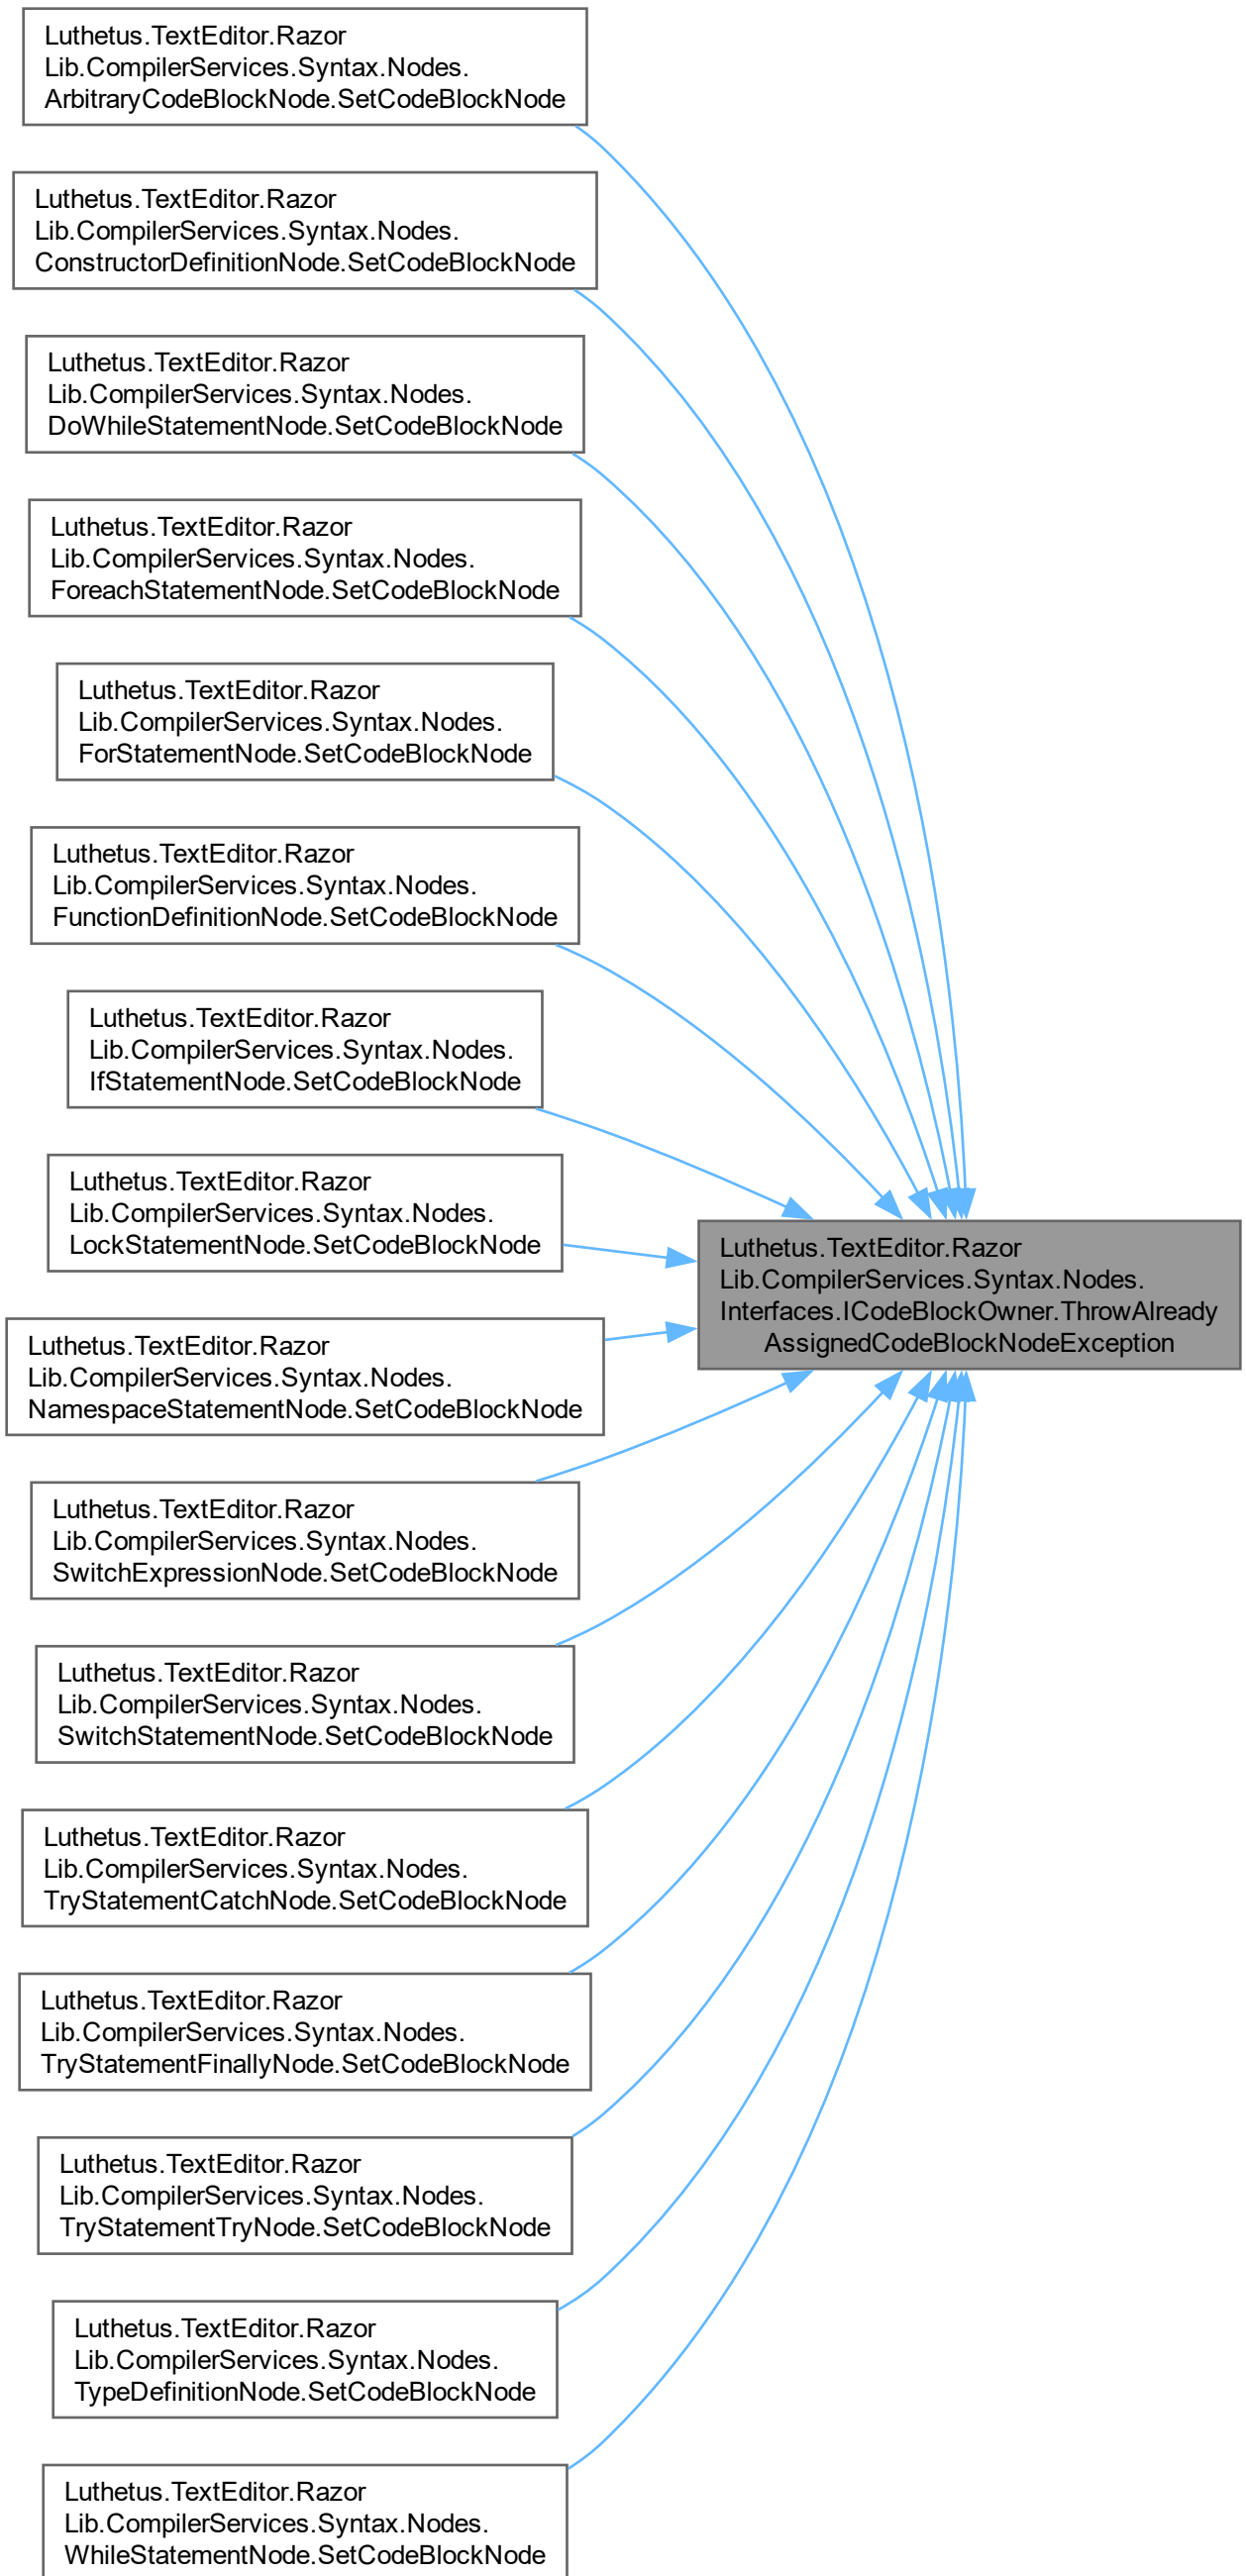 Luthetus.TextEditor.Razor
Lib.CompilerServices.Syntax.Nodes.
ArbitraryCodeBlockNode.SetCodeBlockNode
Luthetus.TextEditor.Razor
Lib.CompilerServices.Syntax.Nodes.
ConstructorDefinitionNode.SetCodeBlockNode
Luthetus.TextEditor.Razor
Lib.CompilerServices.Syntax.Nodes.
DoWhileStatementNode.SetCodeBlockNode
Luthetus.TextEditor.Razor
Lib.CompilerServices.Syntax.Nodes.
ForeachStatementNode.SetCodeBlockNode
Luthetus.TextEditor.Razor
Lib.CompilerServices.Syntax.Nodes.
ForStatementNode.SetCodeBlockNode
Luthetus.TextEditor.Razor
Lib.CompilerServices.Syntax.Nodes.
FunctionDefinitionNode.SetCodeBlockNode
Luthetus.TextEditor.Razor
Lib.CompilerServices.Syntax.Nodes.
IfStatementNode.SetCodeBlockNode
Luthetus.TextEditor.Razor
Lib.CompilerServices.Syntax.Nodes.
LockStatementNode.SetCodeBlockNode
Luthetus.TextEditor.Razor
Lib.CompilerServices.Syntax.Nodes.
Interfaces.ICodeBlockOwner.ThrowAlready
AssignedCodeBlockNodeException
Luthetus.TextEditor.Razor
Lib.CompilerServices.Syntax.Nodes.
NamespaceStatementNode.SetCodeBlockNode
Luthetus.TextEditor.Razor
Lib.CompilerServices.Syntax.Nodes.
SwitchExpressionNode.SetCodeBlockNode
Luthetus.TextEditor.Razor
Lib.CompilerServices.Syntax.Nodes.
SwitchStatementNode.SetCodeBlockNode
Luthetus.TextEditor.Razor
Lib.CompilerServices.Syntax.Nodes.
TryStatementCatchNode.SetCodeBlockNode
Luthetus.TextEditor.Razor
Lib.CompilerServices.Syntax.Nodes.
TryStatementFinallyNode.SetCodeBlockNode
Luthetus.TextEditor.Razor
Lib.CompilerServices.Syntax.Nodes.
TryStatementTryNode.SetCodeBlockNode
Luthetus.TextEditor.Razor
Lib.CompilerServices.Syntax.Nodes.
TypeDefinitionNode.SetCodeBlockNode
Luthetus.TextEditor.Razor
Lib.CompilerServices.Syntax.Nodes.
WhileStatementNode.SetCodeBlockNode